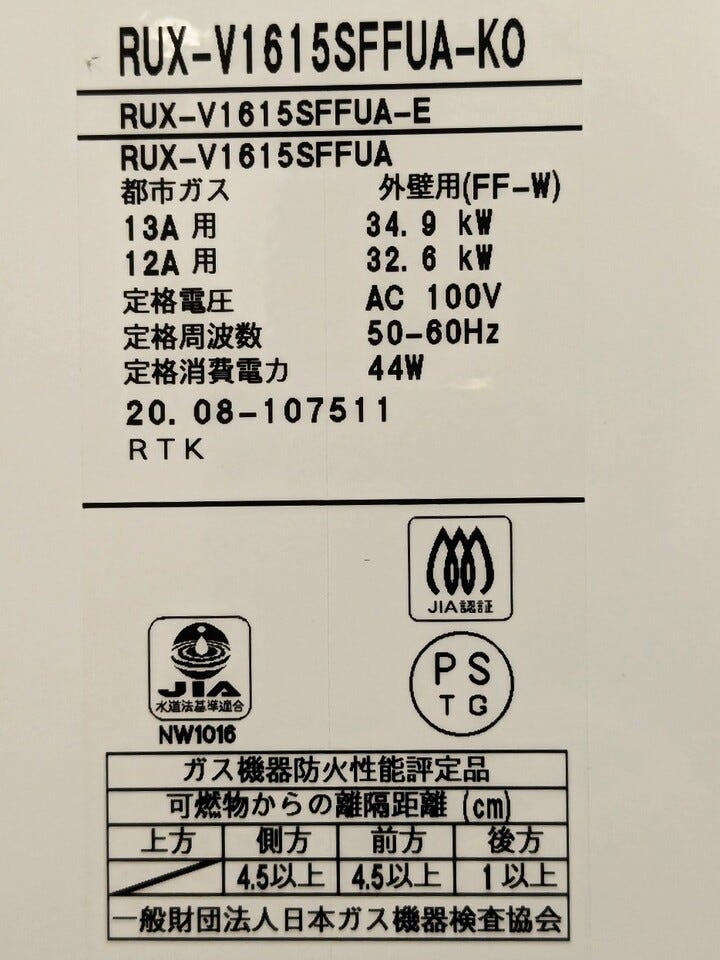 RUX-V1615SFFUA-KO
RUX-V1615SFFUA-E
RUX-V1615SFFUA
都市ガス 外壁用(FF-W)
13A 用 34.9 kW
12A 用 32.6 kW
定格電圧 AC 100V
定格周波数 50-60Hz
定格消費電力 44W
20.08-107511
RTK
JIA認証
JIA
水道法基準適合
NW1016
PS
TG
ガス機器防火性能評定品
可燃物からの離隔距離 (cm)
上方 側方 前方 後方
4.5以上 4.5以上 1以上
一般財団法人日本ガス機器検査協会